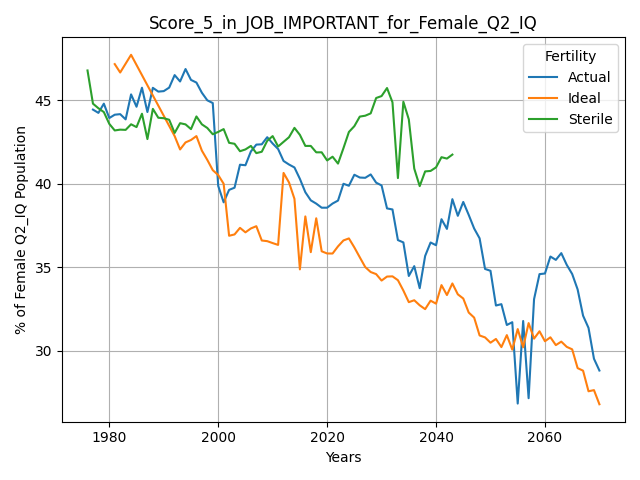 Score_5_in_JOB_IMPORTANT_for_Female_Q2_IQ
Fertility
Actual
Ideal
Sterile
% of Female Q2_IQ Population
45
40
35
30
1980
2000
2020
2040
2060
Years